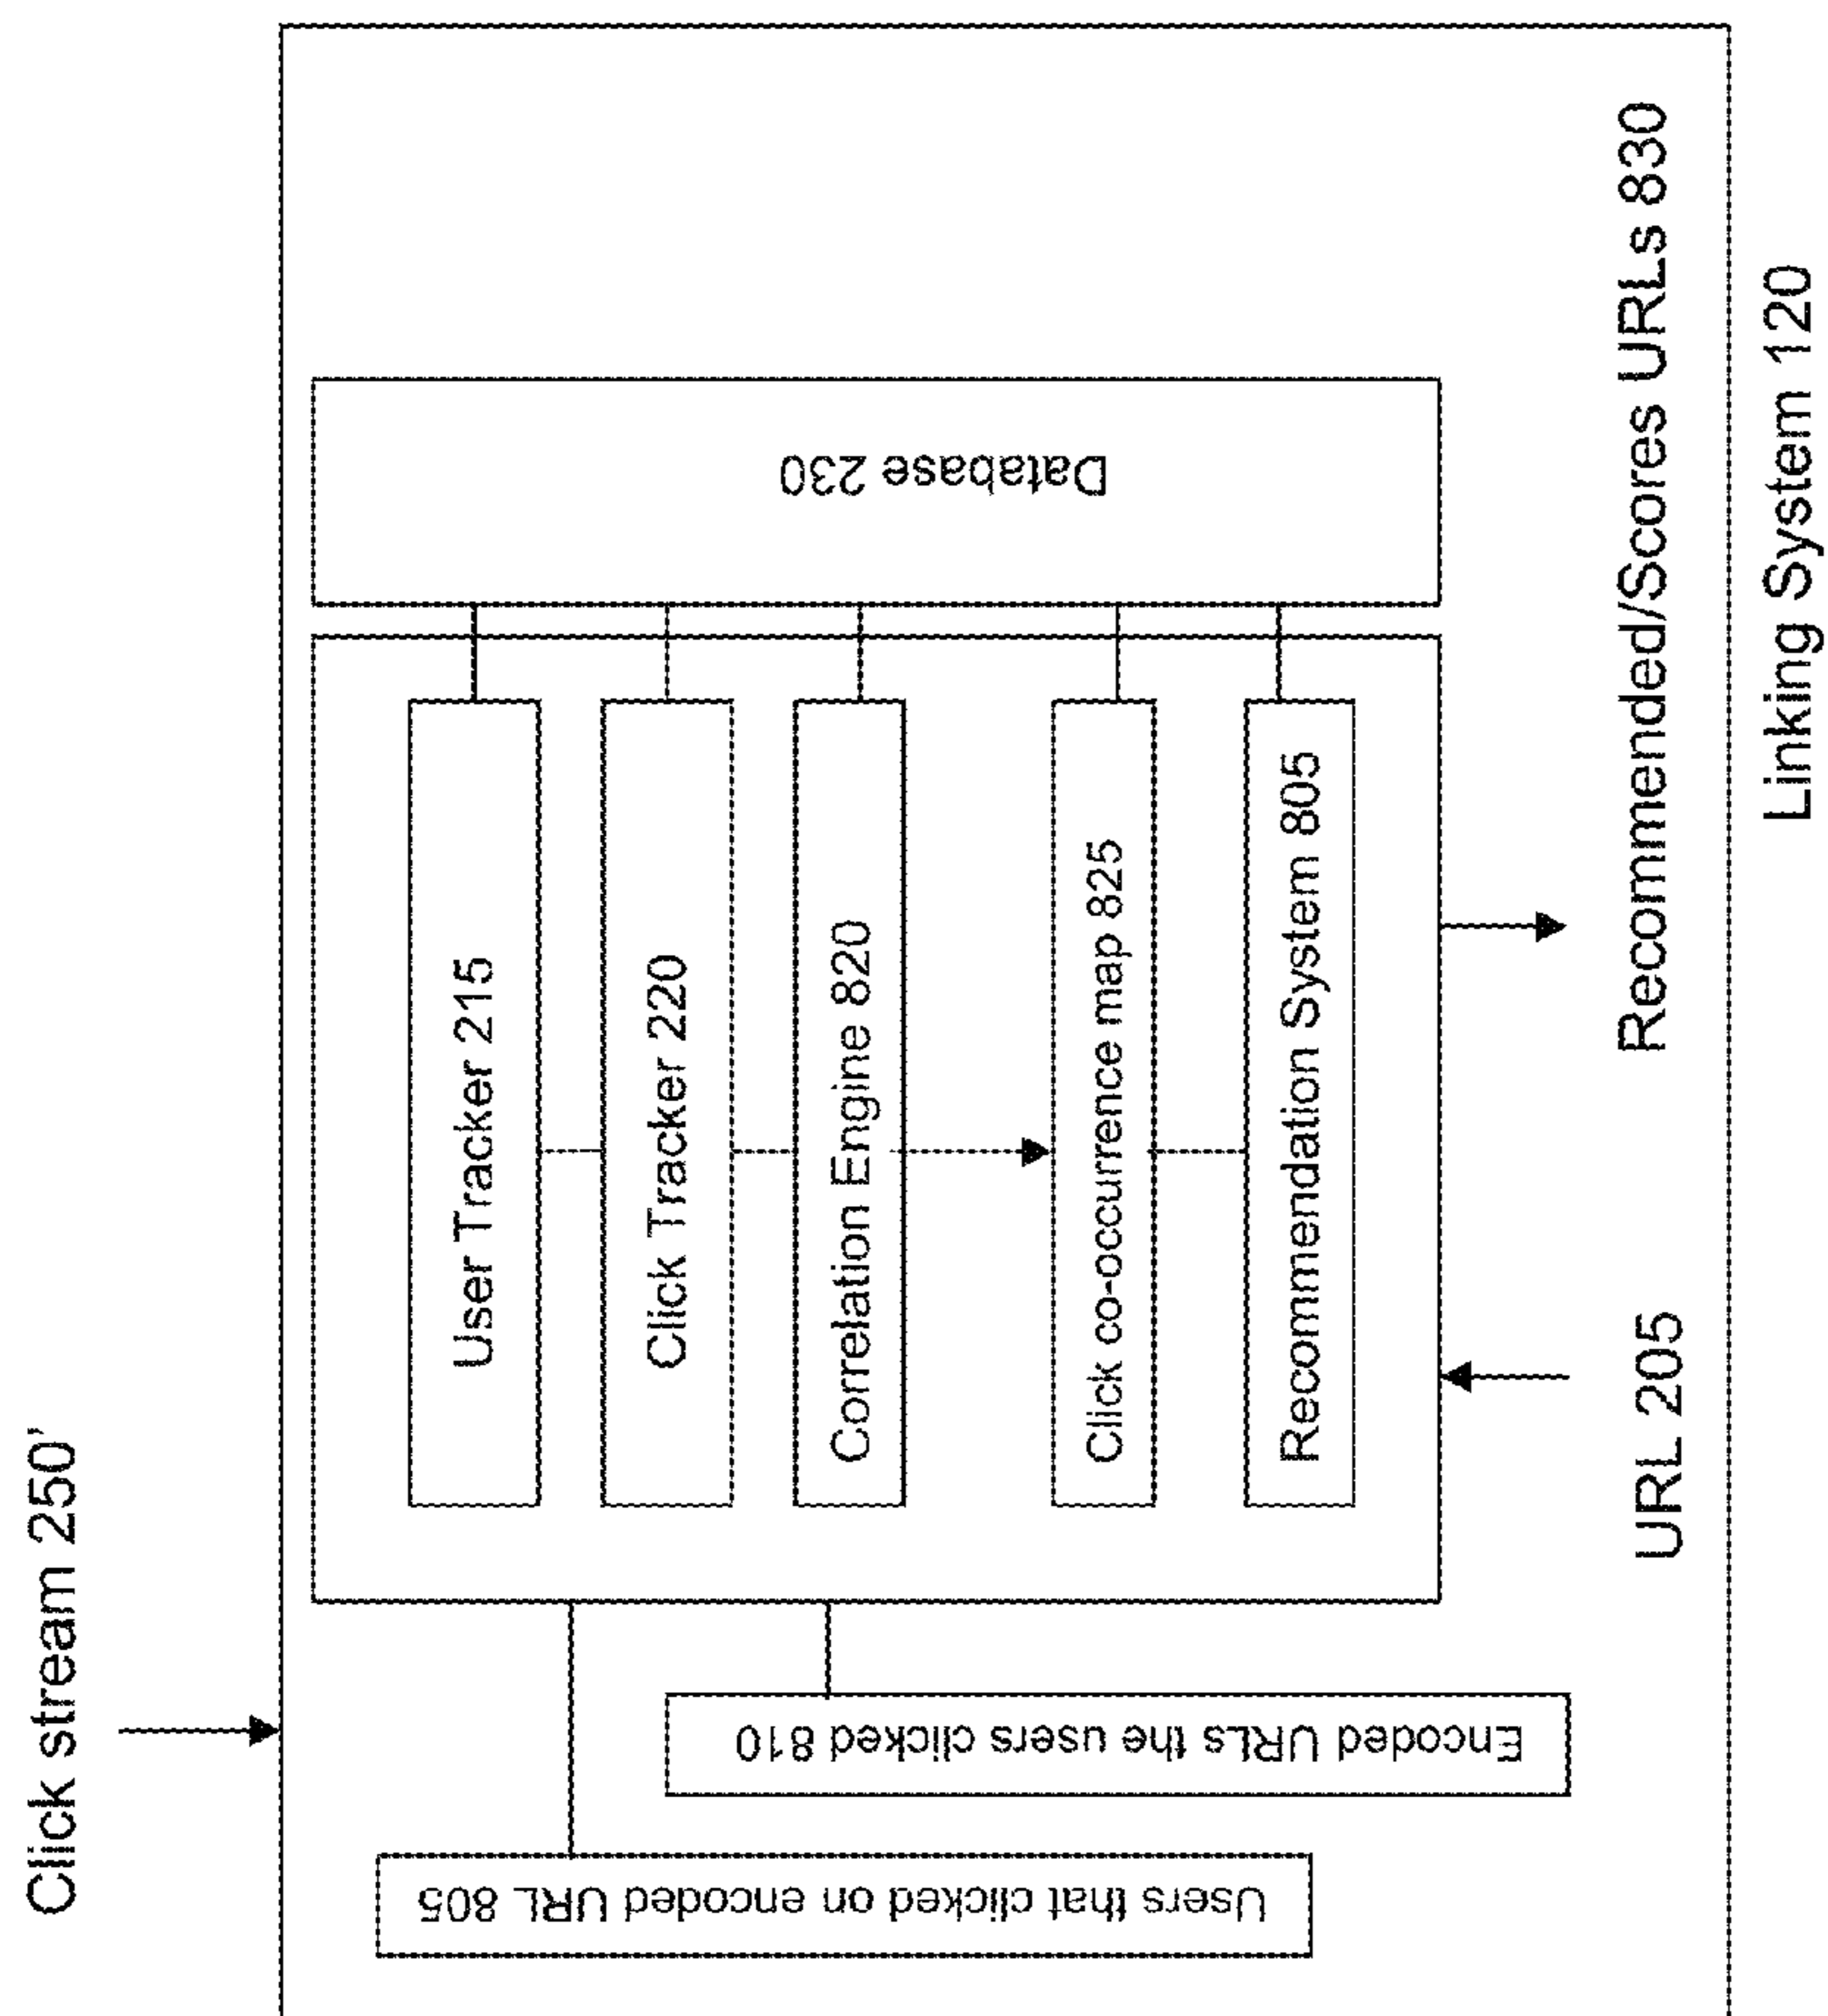 Click stream 250'
Users that clicked on encoded URL 805
Encoded URLs the users clicked 810
User Tracker 215
Click Tracker 220
Correlation Engine 820
Click co-occurrence map 825
Recommendation System 805
Database 230
URL 205
Recommended/Scores URLs 830
Linking System 120